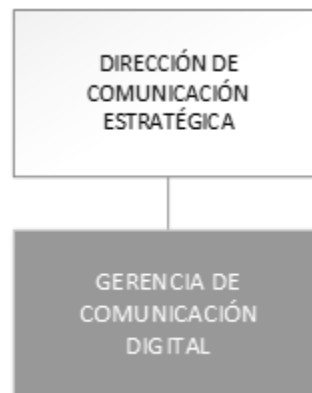 DIRECCIÓN DE
COMUNICACIÓN
ESTRATÉGICA
GERENCIA DE
COMUNICACIÓN
DIGITAL